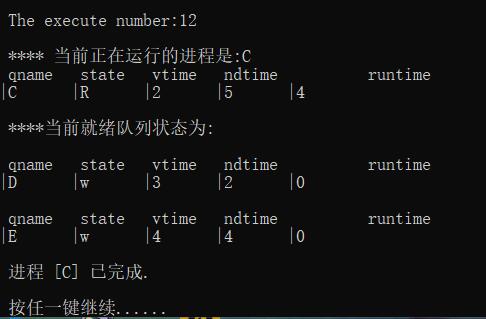 The execute number:12
**** 当前正在运行的进程是:C
qname state vtime ndtime runtime
|C |R |2 |5 |4
****当前就绪队列状态为:
qname state vtime ndtime runtime
|D |w |3 |2 |0
qname state vtime ndtime runtime
|E |w |4 |4 |0
进程 [C] 已完成.
按任一键继续......